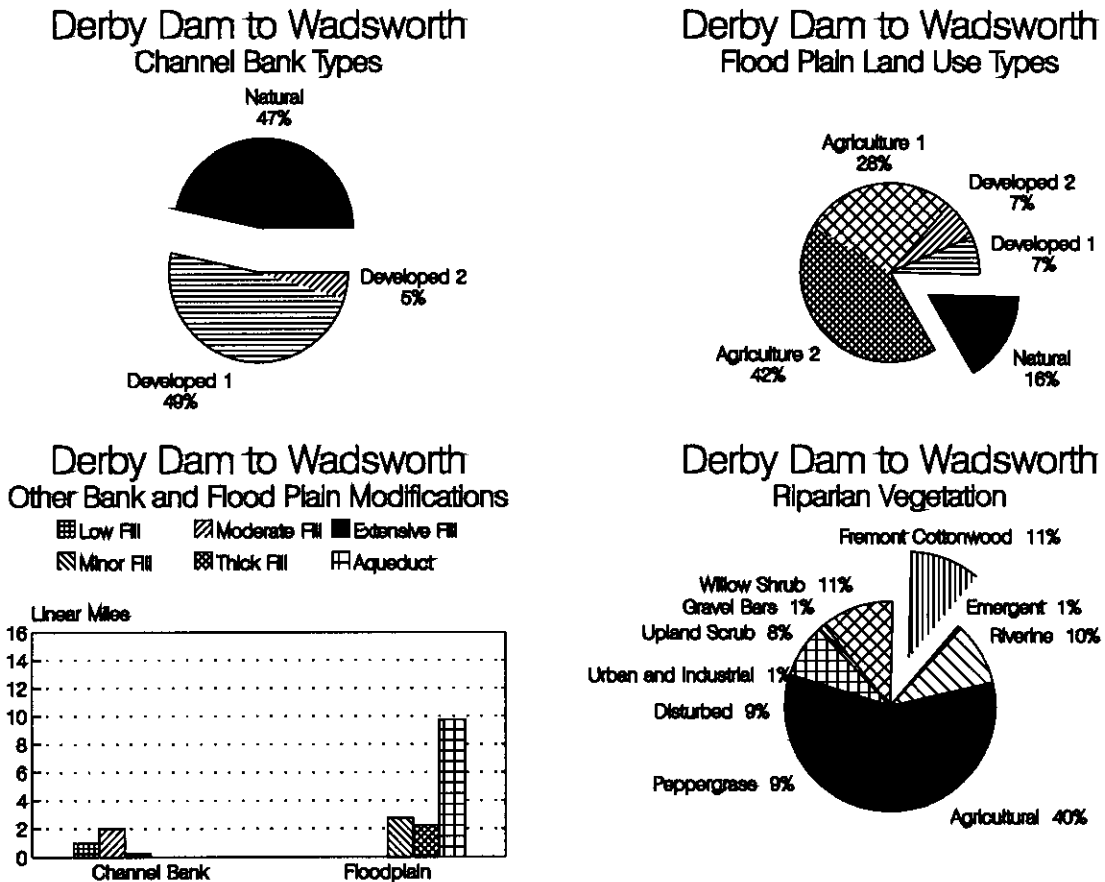 Derby Dam to Wadsworth
Channel Bank Types
Natural
47%
Developed 2
5%
Developed 1
49%
Derby Dam to Wadsworth
Flood Plain Land Use Types
Agriculture 1
28%
Developed 2
7%
Developed 1
7%
Agriculture 2
42%
Natural
16%
Derby Dam to Wadsworth
Other Bank and Flood Plain Modifications
Low Fill
Moderate Fill
Extensive Fill
Minor Fill
Thick Fill
Aqueduct
Linear Miles
16
14
12
10
8
6
4
2
0
Channel Bank
Floodplain
Derby Dam to Wadsworth
Riparian Vegetation
Fremont Cottonwood 11%
Willow Shrub 11%
Gravel Bars 1%
Emergent 1%
Upland Scrub 8%
Riverine 10%
Urban and Industrial 1%
Disturbed 9%
Peppergrass 9%
Agricultural 40%